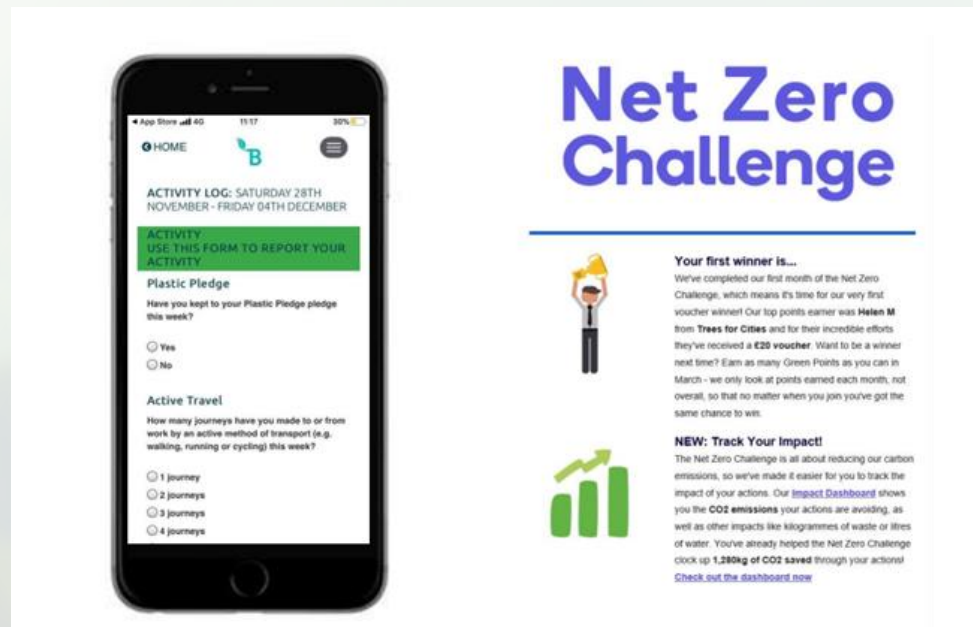 App Store 4G 11:17 30%
HOME
B
ACTIVITY LOG: SATURDAY 28TH
NOVEMBER - FRIDAY 04TH DECEMBER
ACTIVITY
USE THIS FORM TO REPORT YOUR
ACTIVITY
Plastic Pledge
Have you kept to your Plastic Pledge pledge
this week?
Yes
No
Active Travel
How many journeys have you made to or from
work by an active method of transport (e.g.
walking, running or cycling) this week?
1 journey
2 journeys
3 journeys
4 journeys
Net Zero
Challenge
Your first winner is...
We've completed our first month of the Net Zero
Challenge, which means it's time for our very first
voucher winner! Our top points earner was Helen M
from Trees for Cities and for their incredible efforts
they've received a £20 voucher. Want to be a winner
next time? Earn as many Green Points as you can in
March - we only look at points earned each month, not
overall, so that no matter when you join you've got the
same chance to win.
NEW: Track Your Impact!
The Net Zero Challenge is all about reducing our carbon
emissions, so we've made it easier for you to track the
impact of your actions. Our Impact Dashboard shows
you the CO2 emissions your actions are avoiding, as
well as other impacts like kilogrammes of waste or litres
of water. You've already helped the Net Zero Challenge
clock up 1,280kg of CO2 saved through your actions!
Check out the dashboard now